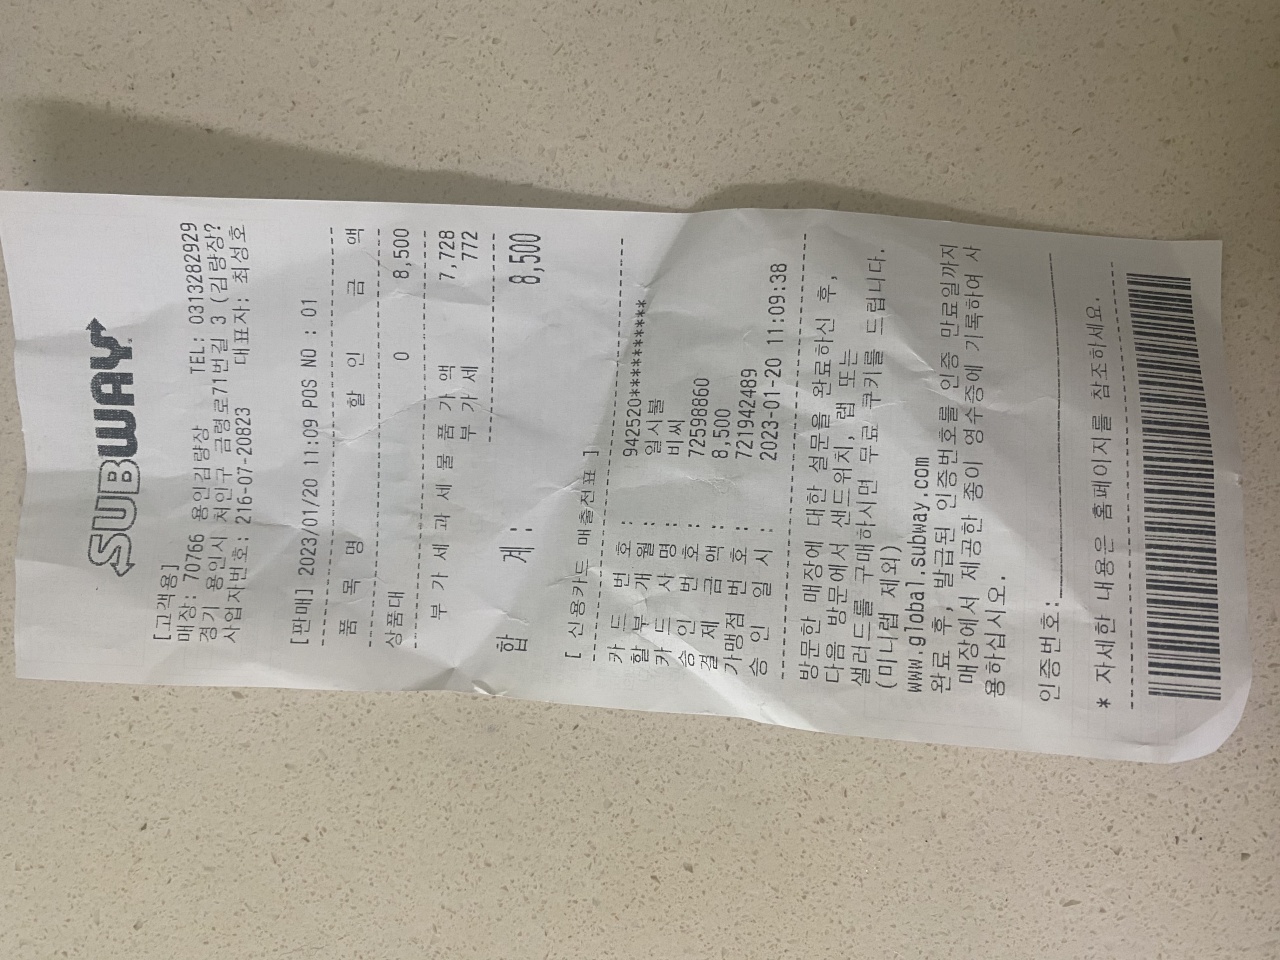 SUBWAY
[고객용]
매장: 70766 용인김량장 TEL: 0313282929
경기 용인시 처인구 금령로71번길 3 (김량장?
사업자번호: 216-07-20823 대표자: 최성호
[판매] 2023/01/20 11:09 POS NO : 01
품 목 명 할 인 금 액
상품대 0 8,500
부 가 세 과 세 물 품 가 액 7,728
부 가 세 772
합 계 : 8,500
[ 신용카드 매출전표 ]
카 드 번 호 : 942520**********
할부 개 월 : 일시불
카 드 사 명 : 비씨
승 인 번 호 : 72598860
결 제 금 액 : 8,500
가맹점 번 호 : 721942489
승 인 일 시 : 2023-01-20 11:09:38
방문한 매장에 대한 설문을 완료하신 후,
다음 방문에서 샌드위치, 랩 또는
샐러드를 구매하시면 무료 쿠키를 드립니다.
(미니랩 제외)
www.global.subway.com
완료 후, 발급된 인증번호를 인증 만료일까지
매장에서 제공한 종이 영수증에 기록하여 사
용하십시오.
인증번호:
* 자세한 내용은 홈페이지를 참조하세요.